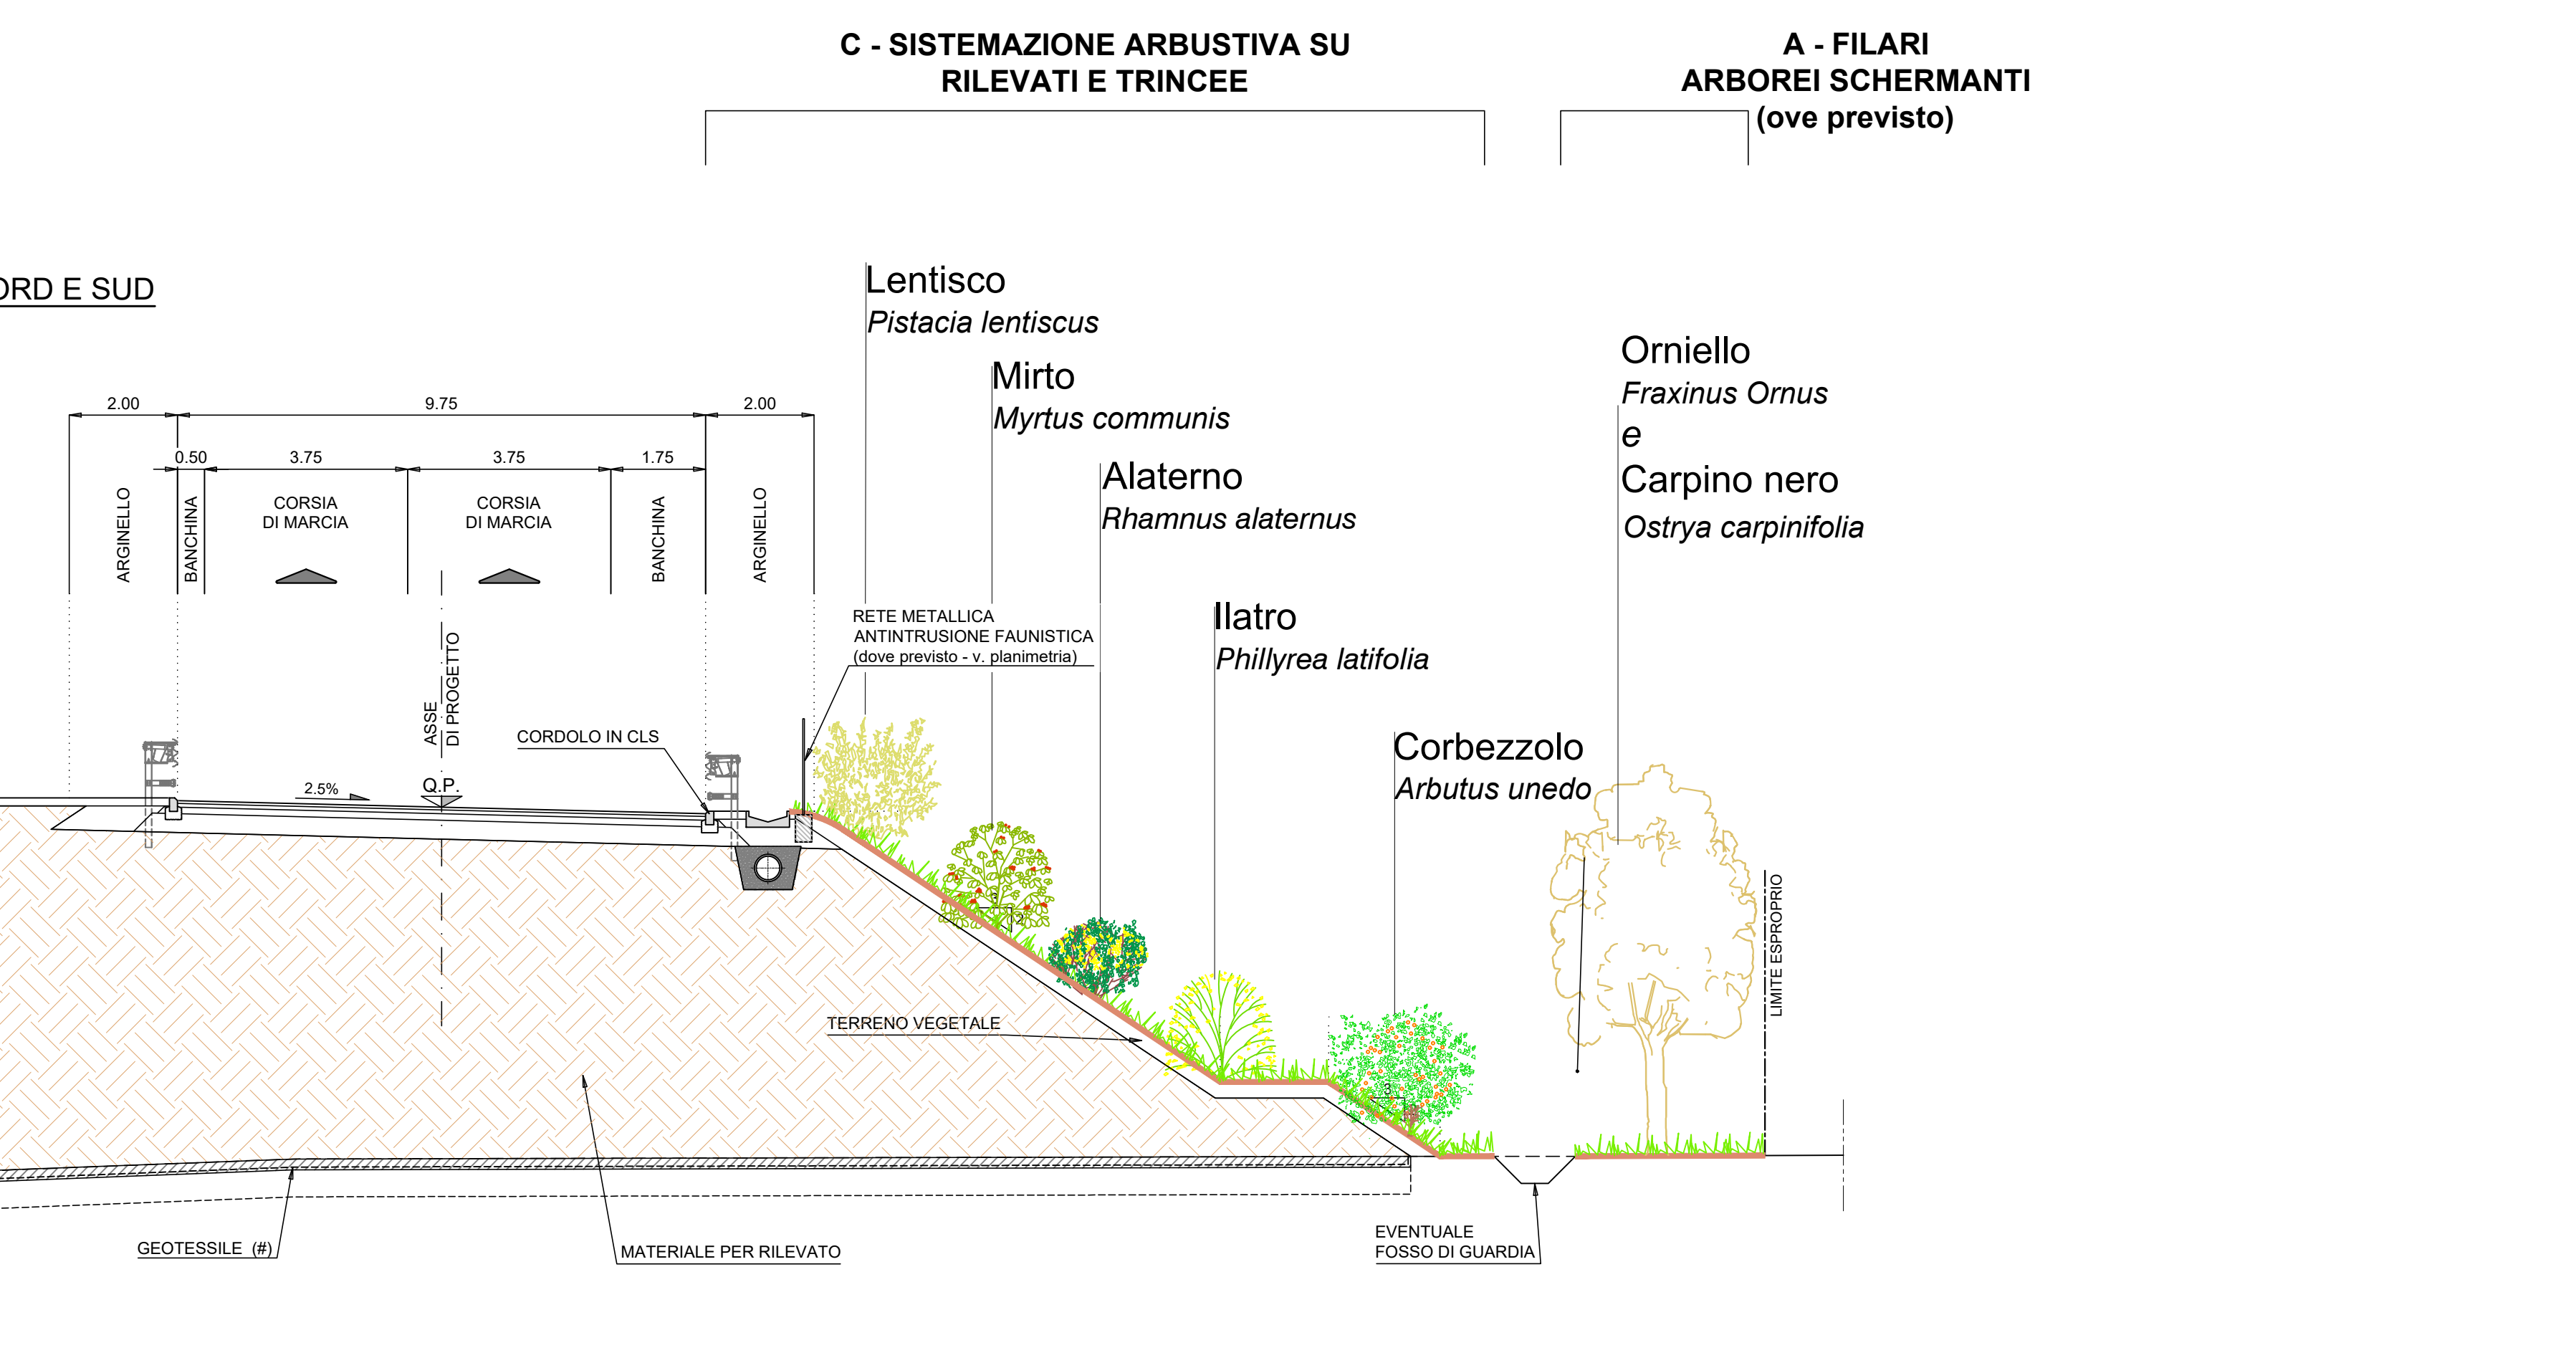 C - SISTEMAZIONE ARBUSTIVA SU
RILEVATI E TRINCEE
A - FILARI
ARBOREI SCHERMANTI
(ove previsto)
ORD E SUD
Lentisco
Pistacia lentiscus
Mirto
Myrtus communis
Alaterno
Rhamnus alaternus
Ilatro
Phillyrea latifolia
Corbezzolo
Arbutus unedo
Orniello
Fraxinus Ornus
e
Carpino nero
Ostrya carpinifolia
2.00
9.75
2.00
0.50
3.75
3.75
1.75
ARGINELLO
BANCHINA
CORSIA
DI MARCIA
CORSIA
DI MARCIA
BANCHINA
ARGINELLO
RETE METALLICA
ANTINTRUSIONE FAUNISTICA
(dove previsto - v. planimetria)
ASSE
DI PROGETTO
CORDOLO IN CLS
2.5%
Q.P.
3
2
3
TERRENO VEGETALE
LIMITE ESPROPRIO
GEOTESSILE (#)
MATERIALE PER RILEVATO
EVENTUALE
FOSSO DI GUARDIA